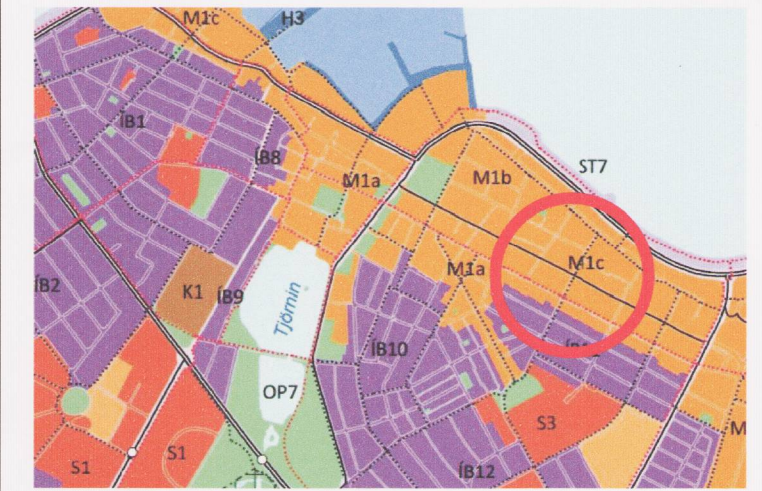 M1c
H3
ÍB1
ÍB8
ST7
M1a
M1b
M1c
M1a
ÍB2
K1
ÍB9
Tjörnin
ÍB10
OP7
S3
M
S1
S1
ÍB12